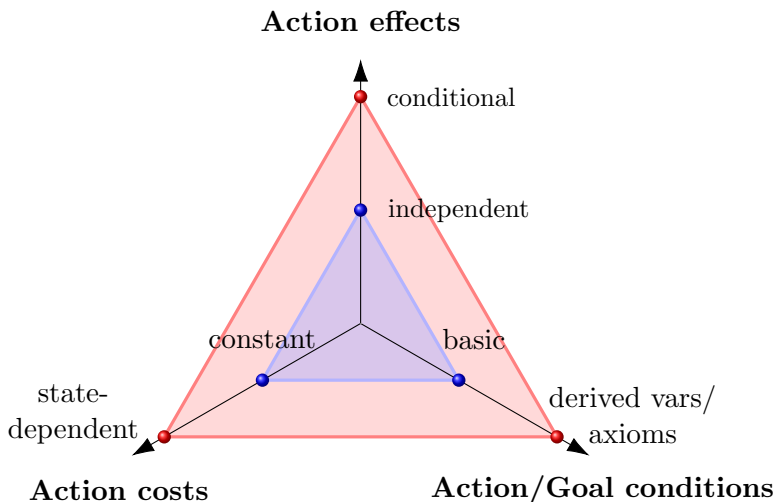 Action effects
conditional
independent
constant
basic
state-
dependent
derived vars/
axioms
Action costs
Action/Goal conditions